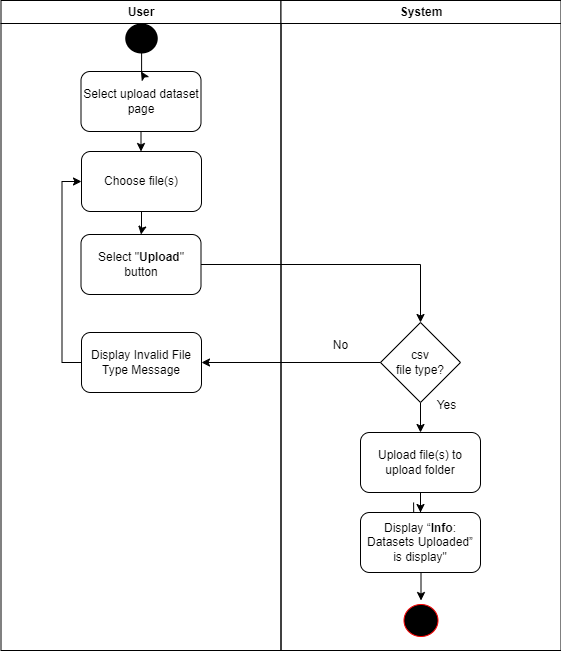 User
System
Select upload dataset
page
Choose file(s)
Select "Upload"
button
csv
file type?
No
Display Invalid File
Type Message
Yes
Upload file(s) to
upload folder
Display “Info:
Datasets Uploaded”
is display"